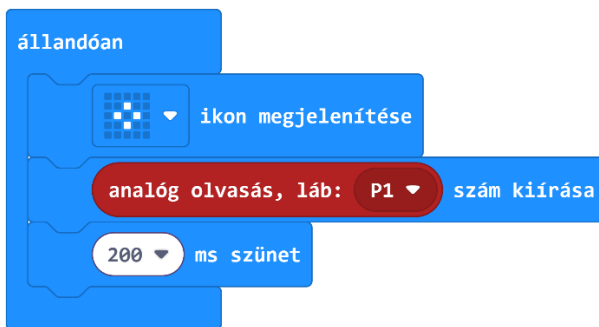 állandóan
ikon megjelenítése
analóg olvasás, láb: P1 szám kiírása
200 ms szünet